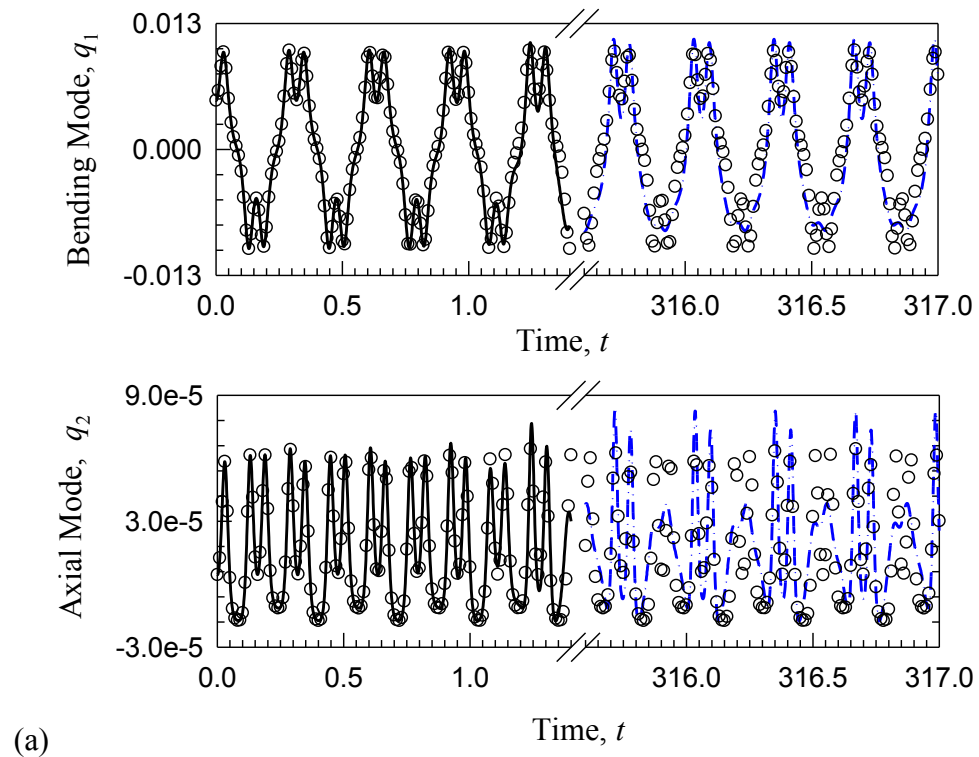 0.013
0.000
-0.013
Bending Mode, q1
0.0 0.5 1.0 316.0 316.5 317.0
Time, t
9.0e-5
3.0e-5
-3.0e-5
Axial Mode, q2
0.0 0.5 1.0 316.0 316.5 317.0
Time, t
(a)